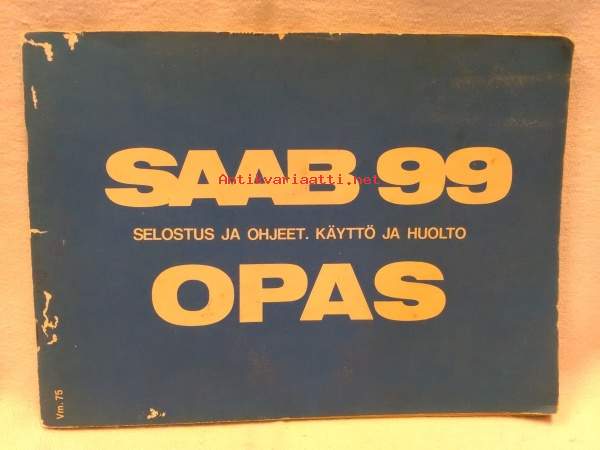 SAAB 99
Antikvariaatti.net
SELOSTUS JA OHJEET. KÄYTTÖ JA HUOLTO
OPAS
Vm. 75